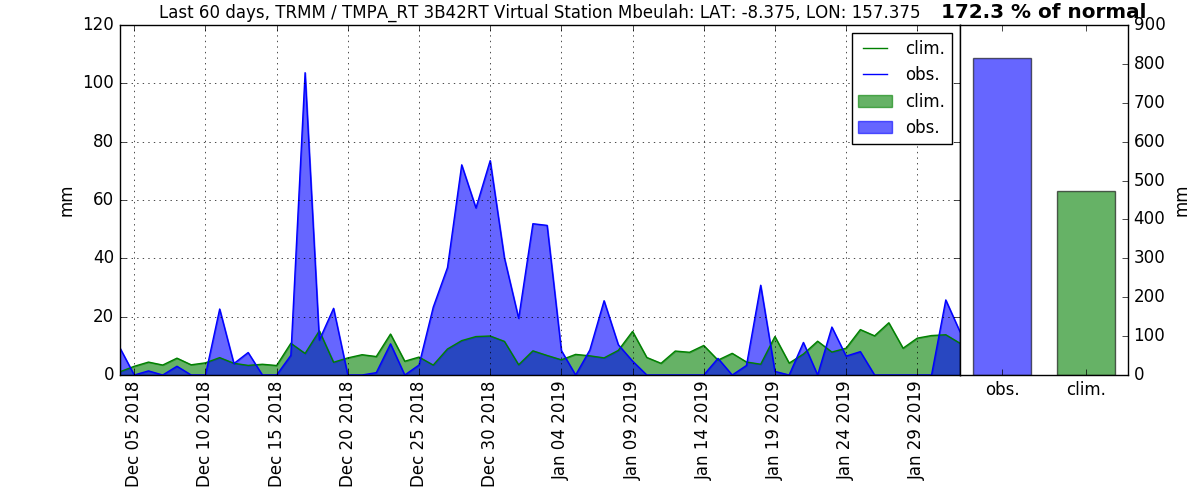 Last 60 days, TRMM / TMPA_RT 3B42RT Virtual Station Mbeulah: LAT: -8.375, LON: 157.375
172.3 % of normal
120
100
80
60
40
20
0
mm
clim.
obs.
clim.
obs.
900
800
700
600
500
400
300
200
100
0
mm
Dec 05 2018
Dec 10 2018
Dec 15 2018
Dec 20 2018
Dec 25 2018
Dec 30 2018
Jan 04 2019
Jan 09 2019
Jan 14 2019
Jan 19 2019
Jan 24 2019
Jan 29 2019
obs.
clim.